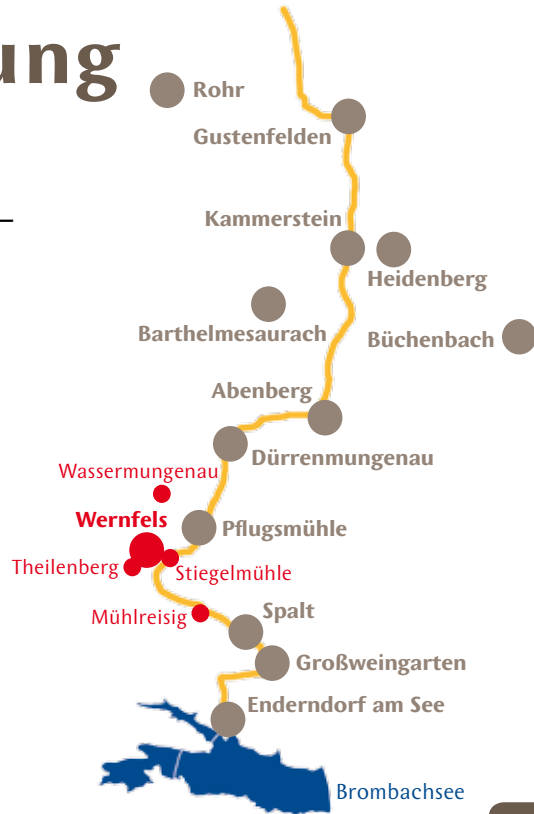 ung
Rohr
Gustenfelden
Kammerstein
Heidenberg
Barthelmesaurach
Büchenbach
Abenberg
Dürrenmungenau
Wassermungenau
Wernfels
Pflugsmühle
Theilenberg
Stiegelmühle
Mühlreisig
Spalt
Großweingarten
Enderndorf am See
Brombachsee